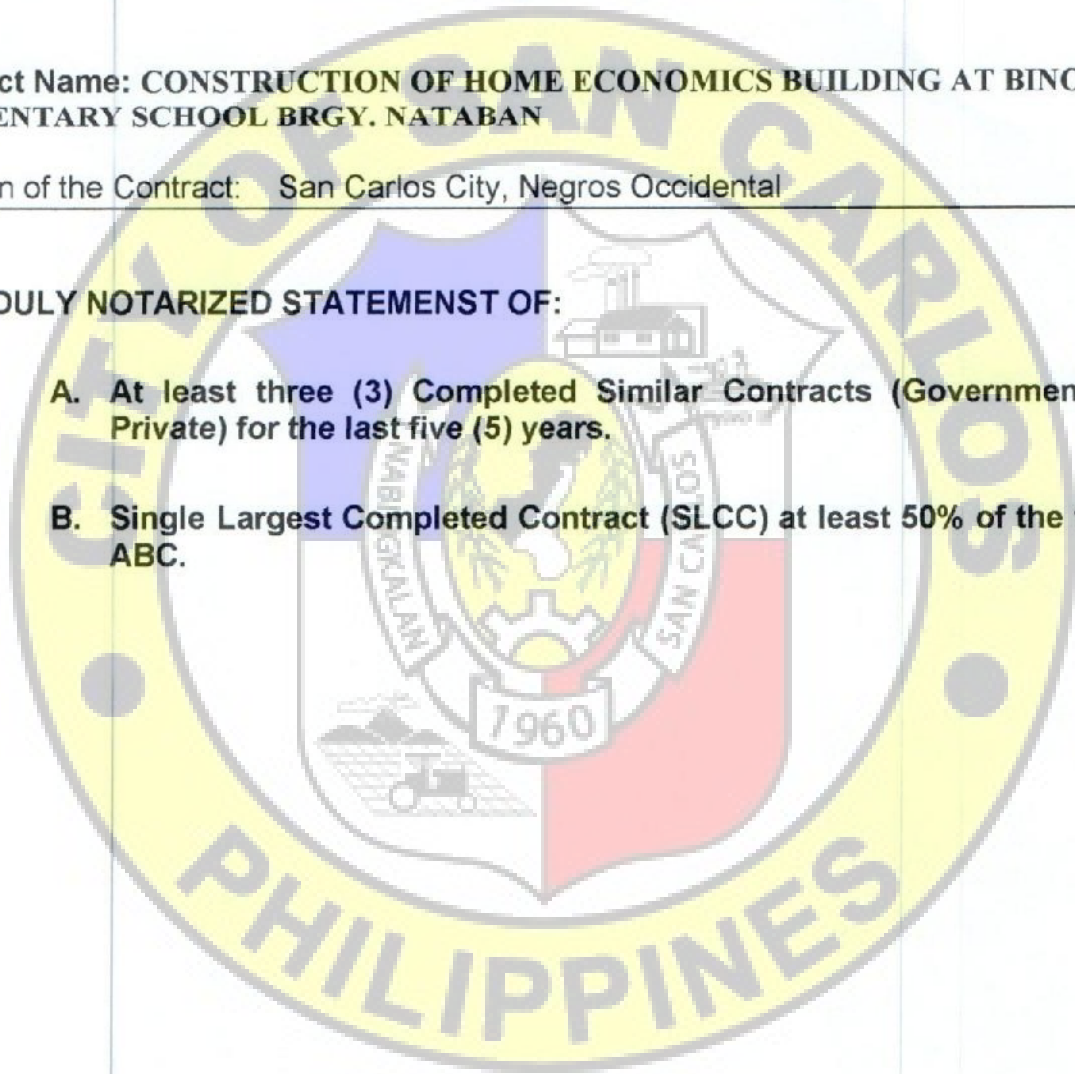 ct Name: CONSTRUCTION OF HOME ECONOMICS BUILDING AT BINO
ENTARY SCHOOL BRGY. NATABAN
n of the Contract: San Carlos City, Negros Occidental
DULY NOTARIZED STATEMENST OF:
A. At least three (3) Completed Similar Contracts (Governmen
Private) for the last five (5) years.
B. Single Largest Completed Contract (SLCC) at least 50% of the
ABC.
CITY OF SAN CARLOS
SAN CARLOS
1960
PHILIPPINES